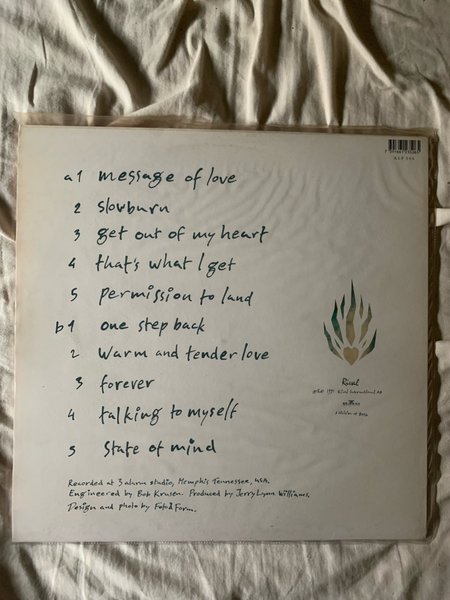 a1 message of love
2 slowburn
3 get out of my heart
4 that's what I get
5 permission to land
b1 one step back
2 warm and tender love
3 forever
4 talking to myself
5 state of mind
Rival
Recorded at 3 alarm studio, Memphis Tennessee, USA.
Engineered by Bob Krusen. Produced by Jerry Lynn Williams.
Design and photo by Foto & Form.